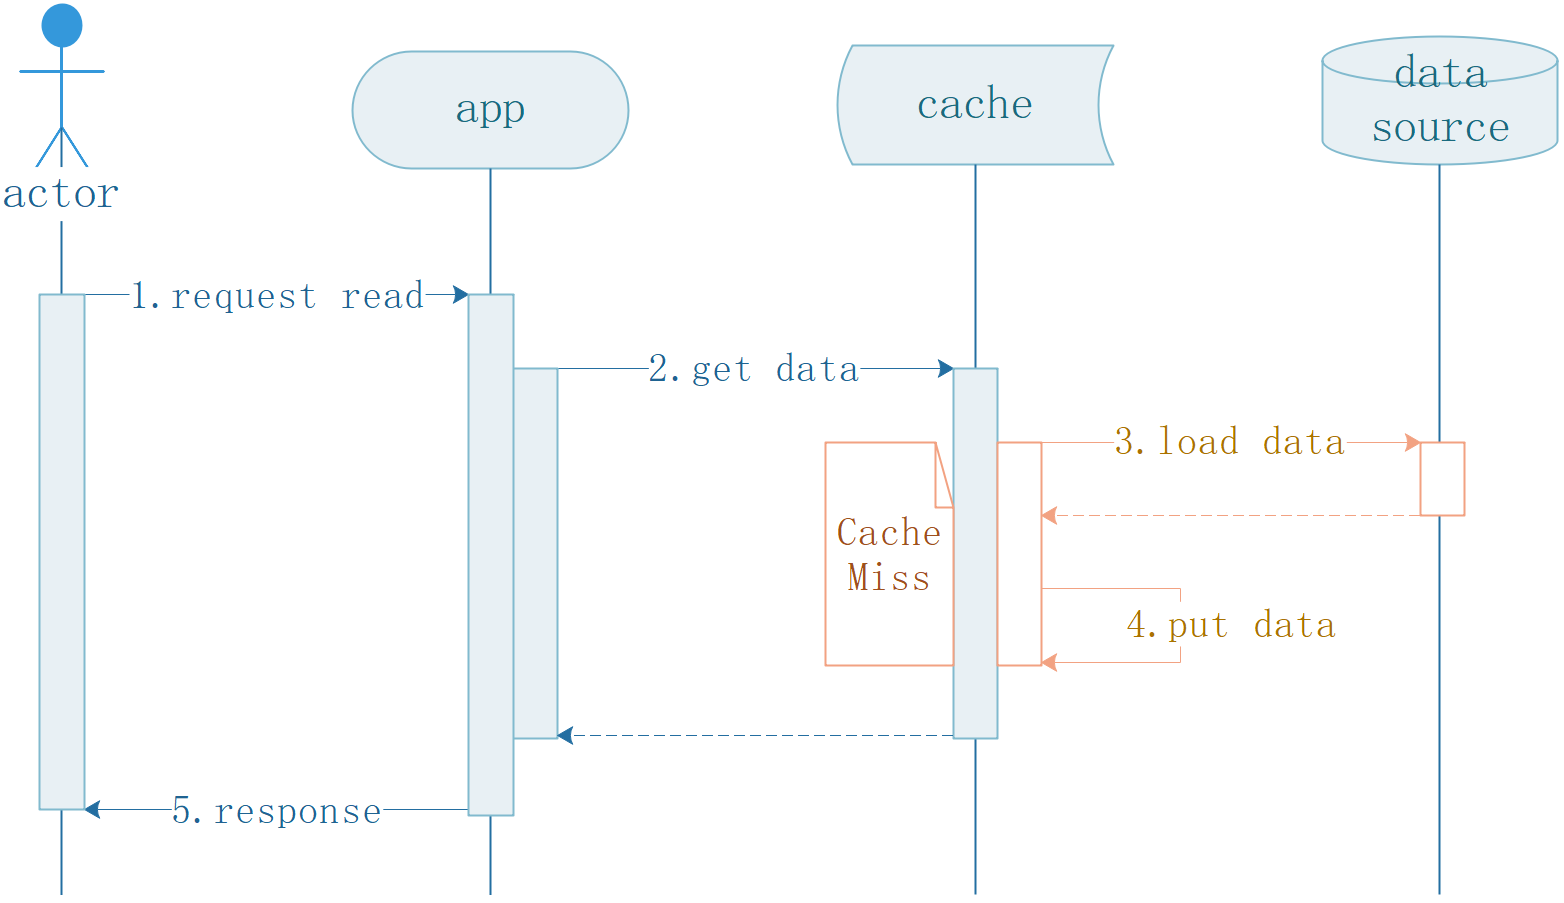 actor
app
cache
data
source
1.request read
2.get data
3.load data
Cache
Miss
4.put data
5.response